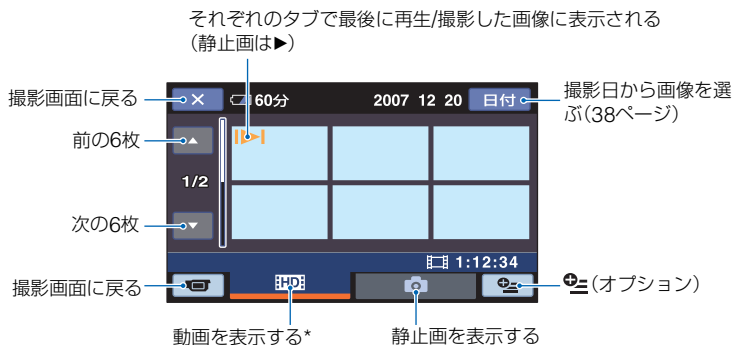 それぞれのタブで最後に再生/撮影した画像に表示される
(静止画は▶)
撮影画面に戻る
60分
2007 12 20
日付
撮影日から画像を選
ぶ(38ページ)
前の6枚
1/2
次の6枚
1:12:34
撮影画面に戻る
HD
(オプション)
動画を表示する*
静止画を表示する